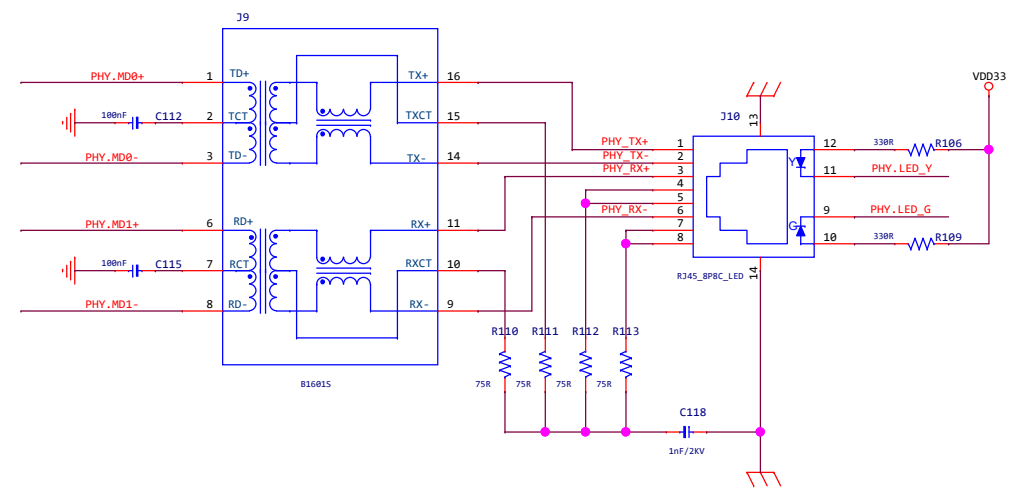 J9
PHY.MD0+ 1 TD+ TX+ 16
100nF C112 2 TCT TXCT 15
PHY.MD0- 3 TD- TX- 14
PHY.MD1+ 6 RD+ RX+ 11
100nF C115 7 RCT RXCT 10
PHY.MD1- 8 RD- RX- 9
B1601S
VDD33
J10
13
PHY_TX+ 1
PHY_TX- 2
PHY_RX+ 3
4
5
PHY_RX- 6
7
8
Y
G
12 330R R106
11 PHY.LED_Y
9 PHY.LED_G
10 330R R109
RJ45_8P8C_LED
14
R110 R111 R112 R113
75R 75R 75R 75R
C118
1nF/2KV